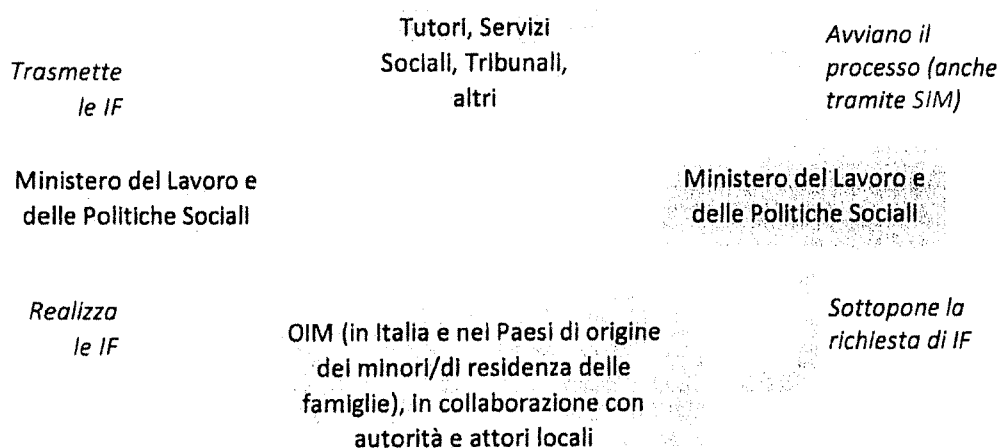 Tutori, Servizi
Sociali, Tribunali,
altri
Avviano il
processo (anche
tramite SIM)
Trasmette
le IF
Ministero del Lavoro e
delle Politiche Sociali
Ministero del Lavoro e
delle Politiche Sociali
Realizza
le IF
OIM (in Italia e nei Paesi di origine
dei minori/di residenza delle
famiglie), in collaborazione con
autorità e attori locali
Sottopone la
richiesta di IF